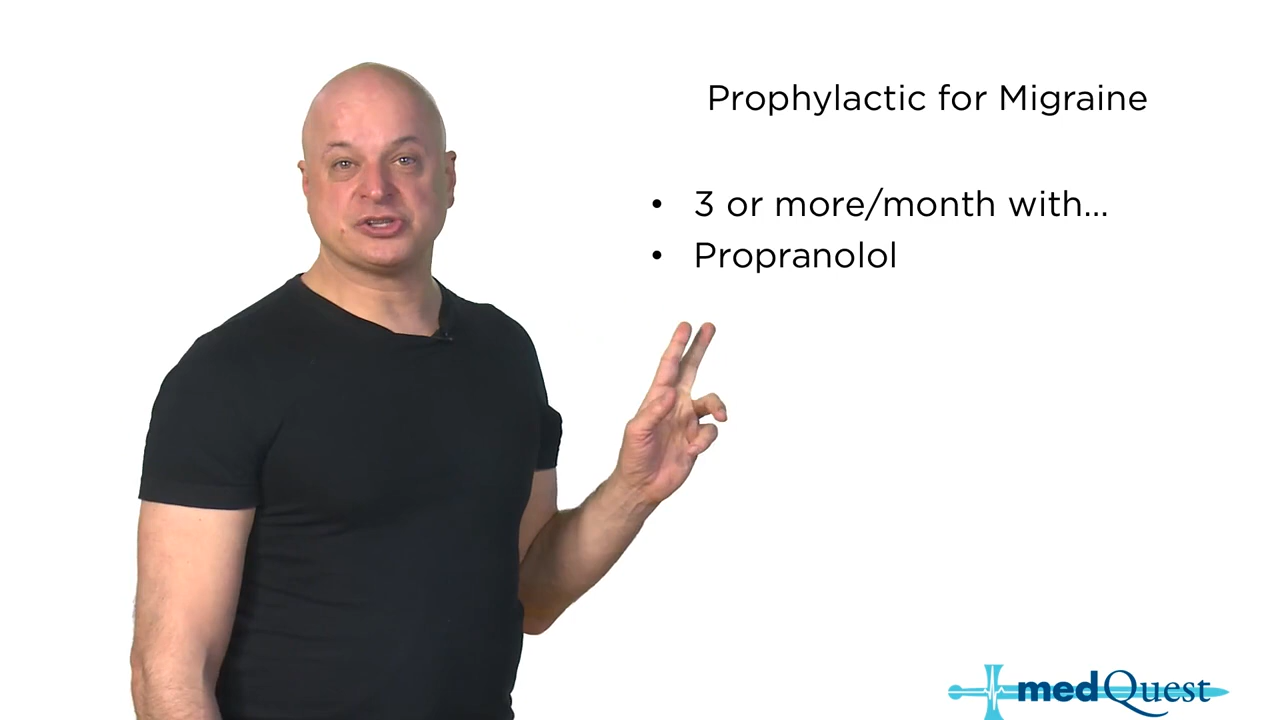 Prophylactic for Migraine
• 3 or more/month with...
• Propranolol
medQuest